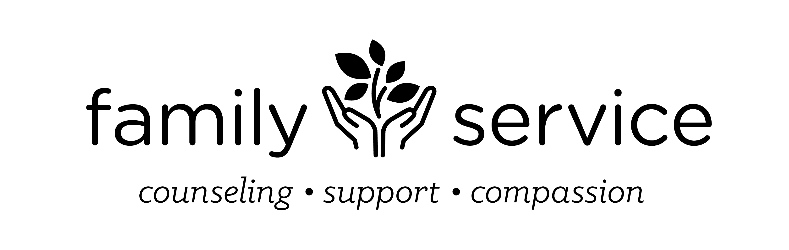 family service
counseling • support • compassion